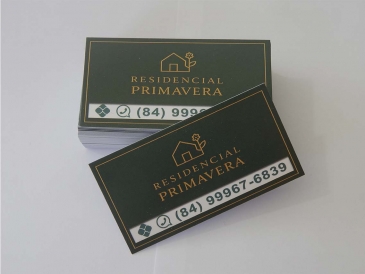 RESIDENCIAL
PRIMAVERA
(84) 9996
RESIDENCIAL
PRIMAVERA
(84) 99967-6839